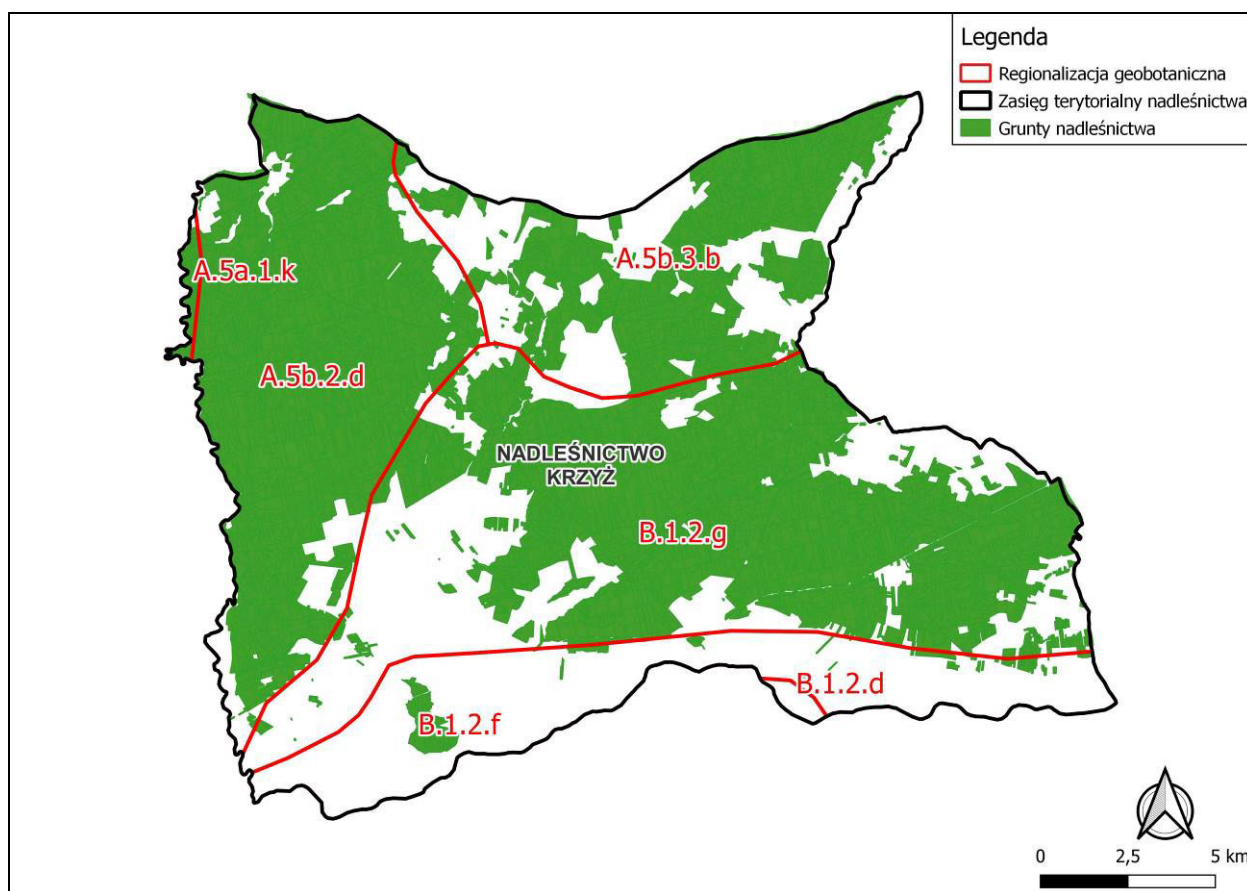 Legenda
Regionalizacja geobotaniczna
Zasięg terytorialny nadleśnictwa
Grunty nadleśnictwa
A.5b.3.b
A.5a.1.k
A.5b.2.d
NADLEŚNICTWO
KRZYŻ
B.1.2.g
B.1.2.d
B.1.2.f
0 2,5 5 km